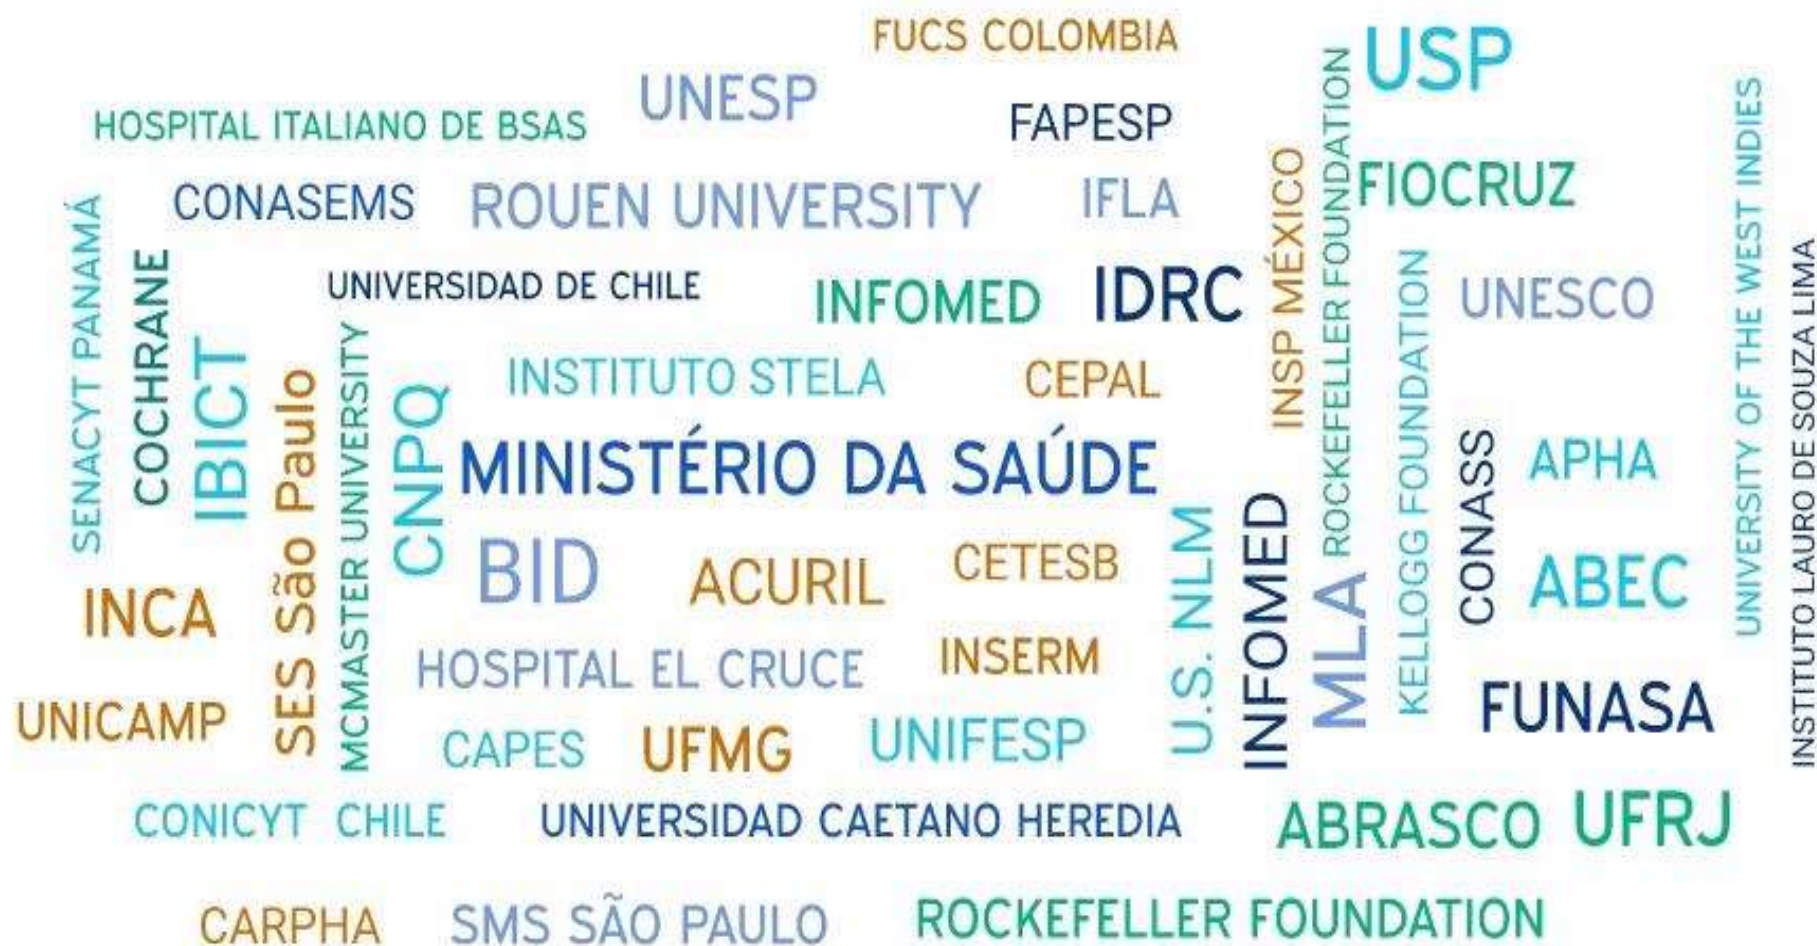 FUCS COLOMBIA
USP
UNESP
FAPESP
HOSPITAL ITALIANO DE BSAS
CONASEMS
ROUEN UNIVERSITY
IFLA
FIOCRUZ
UNIVERSIDAD DE CHILE
INFOMED
IDRC
UNESCO
INSTITUTO STELA
CEPAL
MINISTÉRIO DA SAÚDE
APHA
BID
ACURIL
CETESB
ABEC
INCA
HOSPITAL EL CRUCE
INSERM
UNICAMP
CAPES
UFMG
UNIFESP
FUNASA
CONICYT CHILE
UNIVERSIDAD CAETANO HEREDIA
ABRASCO
UFRJ
CARPHA
SMS SÃO PAULO
ROCKEFELLER FOUNDATION
SENACYT PANAMÁ
COCHRANE
IBICT
SES São Paulo
MCMASTER UNIVERSITY
CNPQ
U.S. NLM
INFOMED
INSP MÉXICO
ROCKEFELLER FOUNDATION
MLA
KELLOGG FOUNDATION
CONASS
UNIVERSITY OF THE WEST INDIES
INSTITUTO LAURO DE SOUZA LIMA